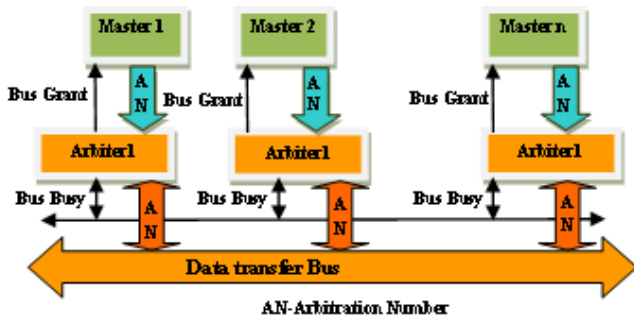 Master 1
Master 2
Master n
Bus Grant
A
N
Bus Grant
A
N
Bus Grant
A
N
Arbiter1
Arbiter1
Arbiter1
Bus Busy
A
N
Bus Busy
A
N
Bus Busy
A
N
Data transfer Bus
AN-Arbitration Number